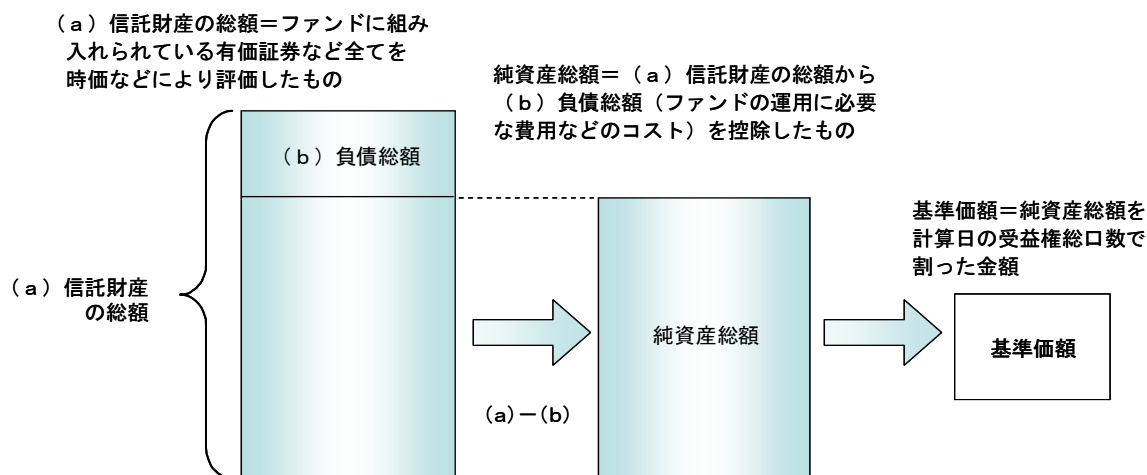 (a)信託財産の総額=ファンドに組み
入れられている有価証券など全てを
時価などにより評価したもの
純資産総額=(a)信託財産の総額から
(b)負債総額(ファンドの運用に必要
な費用などのコスト)を控除したもの
(b)負債総額
基準価額=純資産総額を
計算日の受益権総口数で
割った金額
(a)信託財産
の総額
純資産総額
基準価額
(a)-(b)